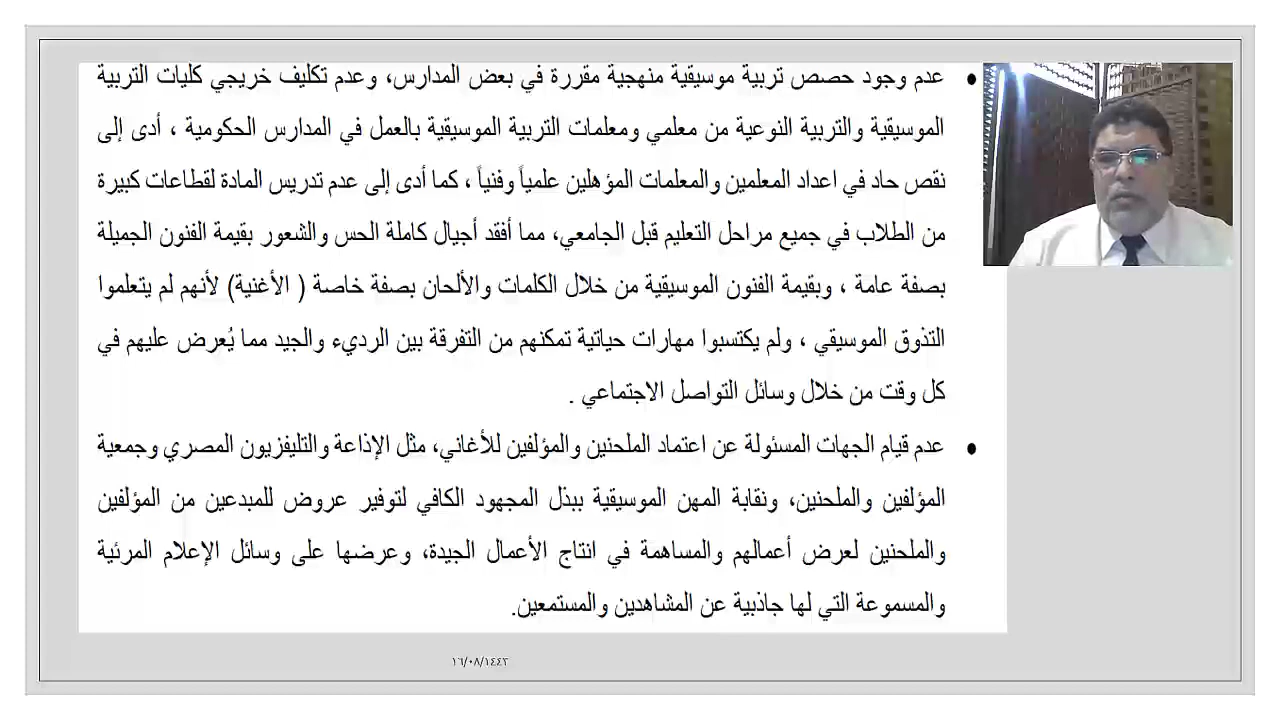 • عدم وجود حصص تربية موسيقية منهجية مقررة في بعض المدارس، وعدم تكليف خريجي كليات التربية
الموسيقية والتربية النوعية من معلمي ومعلمات التربية الموسيقية بالعمل في المدارس الحكومية ، أدى إلى
نقص حاد في اعداد المعلمين والمعلمات المؤهلين علمياً وفنياً ، كما أدى إلى عدم تدريس المادة لقطاعات كبيرة
من الطلاب في جميع مراحل التعليم قبل الجامعي، مما أفقد أجيال كاملة الحس والشعور بقيمة الفنون الجميلة
بصفة عامة ، وبقيمة الفنون الموسيقية من خلال الكلمات والألحان بصفة خاصة ( الأغنية) لأنهم لم يتعلموا
التذوق الموسيقي ، ولم يكتسبوا مهارات حياتية تمكنهم من التفرقة بين الرديء والجيد مما يُعرض عليهم في
كل وقت من خلال وسائل التواصل الاجتماعي .
• عدم قيام الجهات المسئولة عن اعتماد الملحنين والمؤلفين للأغاني، مثل الإذاعة والتليفزيون المصري وجمعية
المؤلفين والملحنين، ونقابة المهن الموسيقية ببذل المجهود الكافي لتوفير عروض للمبدعين من المؤلفين
والملحنين لعرض أعمالهم والمساهمة في انتاج الأعمال الجيدة، وعرضها على وسائل الإعلام المرئية
والمسموعة التي لها جاذبية عن المشاهدين والمستمعين.
١٦/٠٨/١٤٤٣